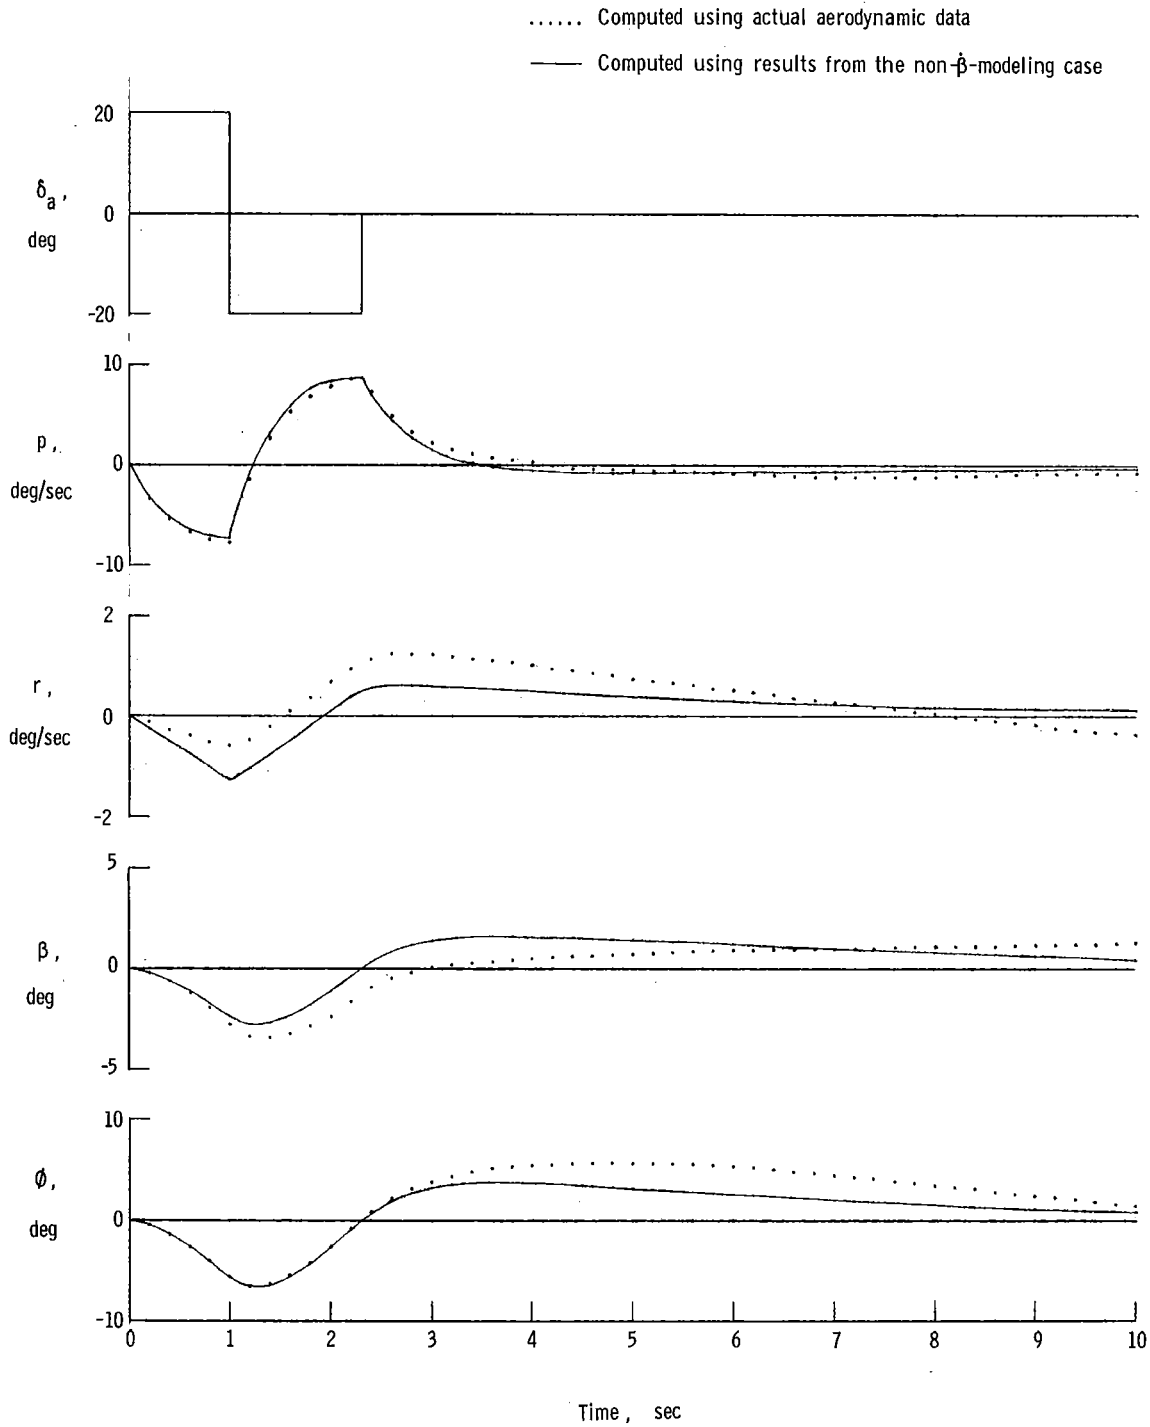 ...... Computed using actual aerodynamic data
—— Computed using results from the non-β̇-modeling case
20
δa,
0
deg
-20
10
p,
0
deg/sec
-10
2
r,
0
deg/sec
-2
5
β,
0
deg
-5
10
ϕ,
0
deg
-10
0 1 2 3 4 5 6 7 8 9 10
Time, sec